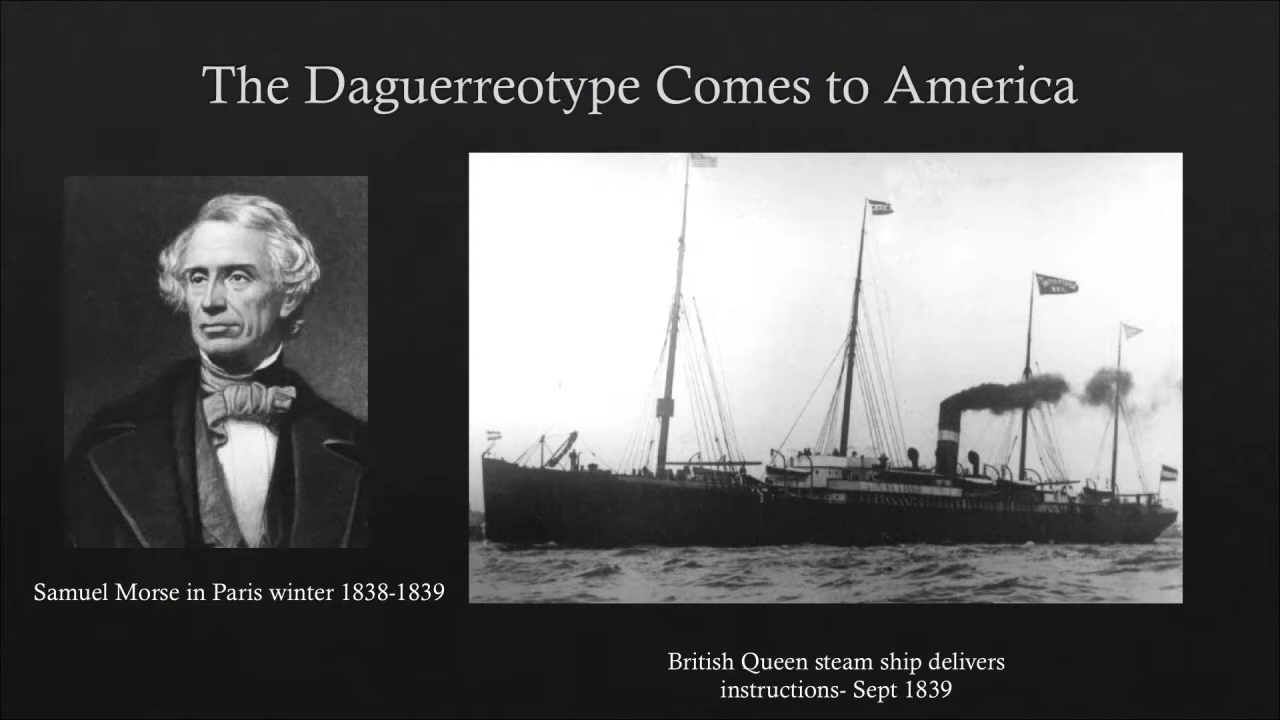 The Daguerreotype Comes to America
Samuel Morse in Paris winter 1838-1839
British Queen steam ship delivers
instructions- Sept 1839